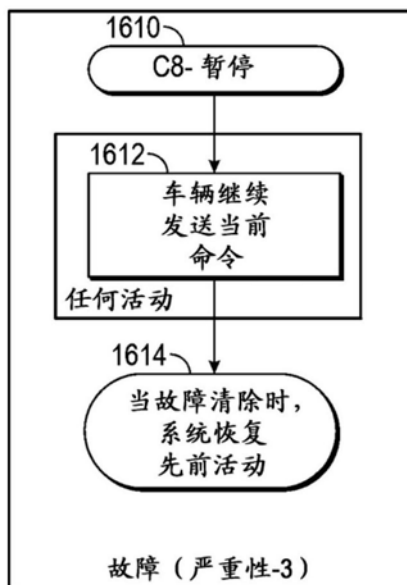 1610
C8-暂停
1612
车辆继续
发送当前
命令
任何活动
1614
当故障清除时，
系统恢复
先前活动
故障（严重性-3）